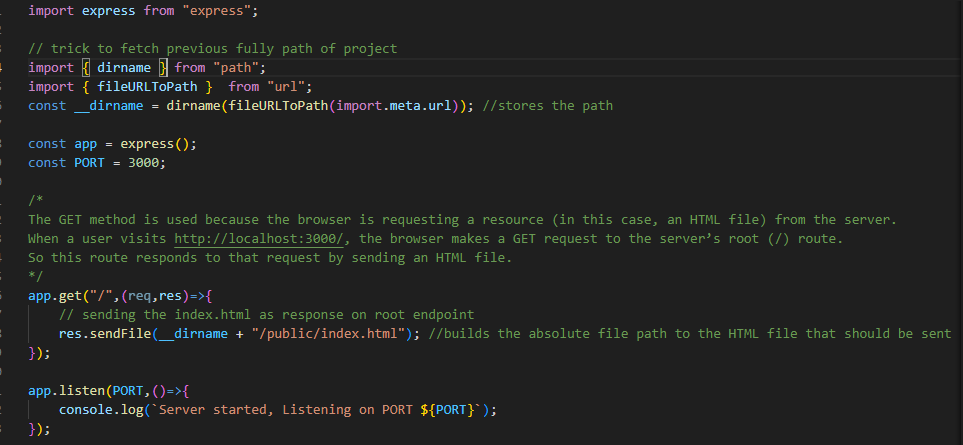 import express from "express";
// trick to fetch previous fully path of project
import { dirname } from "path";
import { fileURLToPath }  from "url";
const __dirname = dirname(fileURLToPath(import.meta.url)); //stores the path
const app = express();
const PORT = 3000;
/*
The GET method is used because the browser is requesting a resource (in this case, an HTML file) from the server.
When a user visits http://localhost:3000/, the browser makes a GET request to the server’s root (/) route.
So this route responds to that request by sending an HTML file.
*/
app.get("/",(req,res)=>{
    // sending the index.html as response on root endpoint
    res.sendFile(__dirname + "/public/index.html"); //builds the absolute file path to the HTML file that should be sent
});
app.listen(PORT,()=>{
    console.log(`Server started, Listening on PORT ${PORT}`);
});